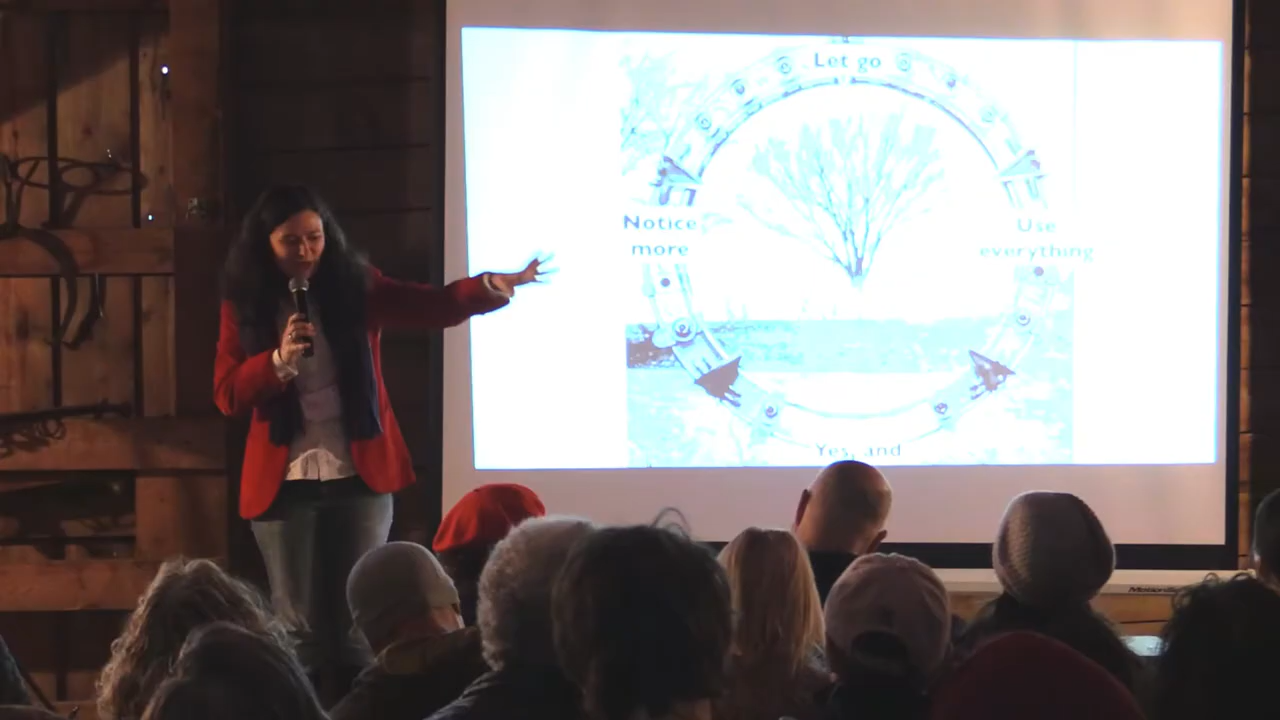 Let go
Notice
more
Use
everything
Yes, and